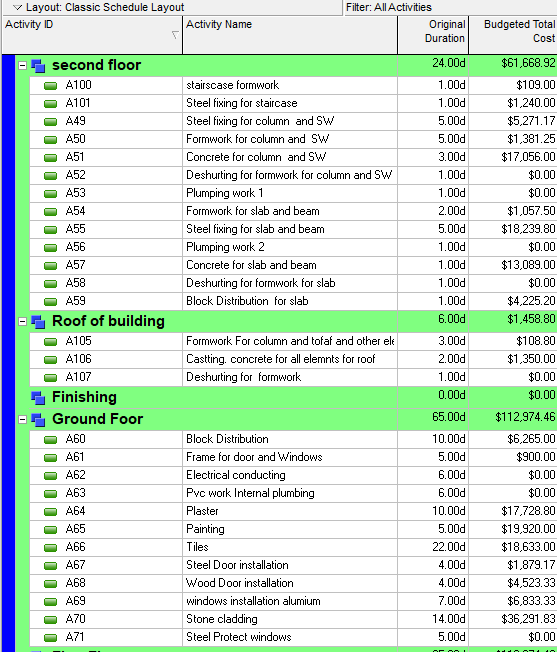 Layout: Classic Schedule Layout Filter: All Activities
Activity ID Activity Name Original Duration Budgeted Total Cost
second floor 24.00d $61,668.92
A100 stairscase formwork 1.00d $109.00
A101 Steel fixing for staircase 1.00d $1,240.00
A49 Steel fixing for column and SW 5.00d $5,271.17
A50 Formwork for column and SW 5.00d $1,381.25
A51 Concrete for column and SW 3.00d $17,056.00
A52 Deshurting for formwork for column and SW 1.00d $0.00
A53 Plumping work 1 1.00d $0.00
A54 Formwork for slab and beam 2.00d $1,057.50
A55 Steel fixing for slab and beam 5.00d $18,239.80
A56 Plumping work 2 1.00d $0.00
A57 Concrete for slab and beam 1.00d $13,089.00
A58 Deshurting for formwork for slab 1.00d $0.00
A59 Block Distribution for slab 1.00d $4,225.20
Roof of building 6.00d $1,458.80
A105 Formwork For column and tofaf and other ele 3.00d $108.80
A106 Castting. concrete for all elemnts for roof 2.00d $1,350.00
A107 Deshurting for formwork 1.00d $0.00
Finishing 0.00d $0.00
Ground Foor 65.00d $112,974.46
A60 Block Distribution 10.00d $6,265.00
A61 Frame for door and Windows 5.00d $900.00
A62 Electrical conducting 6.00d $0.00
A63 Pvc work Internal plumbing 6.00d $0.00
A64 Plaster 10.00d $17,728.80
A65 Painting 5.00d $19,920.00
A66 Tiles 22.00d $18,633.00
A67 Steel Door installation 4.00d $1,879.17
A68 Wood Door installation 4.00d $4,523.33
A69 windows installation alumium 7.00d $6,833.33
A70 Stone cladding 14.00d $36,291.83
A71 Steel Protect windows 5.00d $0.00